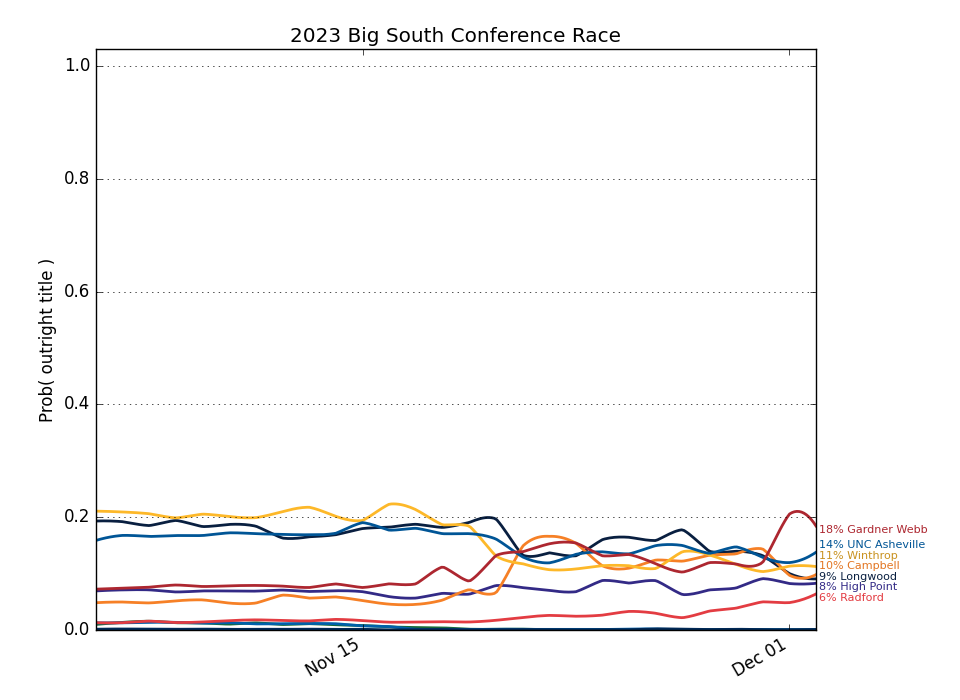 2023 Big South Conference Race
1.0
0.8
0.6
0.4
0.2
0.0
Prob( outright title )
Nov 15
Dec 01
18% Gardner Webb
14% UNC Asheville
11% Winthrop
10% Campbell
9% Longwood
8% High Point
6% Radford